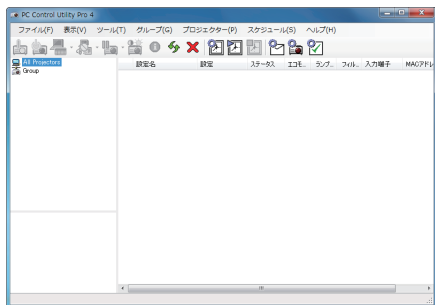 PC Control Utility Pro 4
ファイル(F) 表示(V) ツール(T) グループ(G) プロジェクター(P) スケジュール(S) ヘルプ(H)
All Projectors
Group
設定名 設定 ステータス エコモ.. ランプ.. フィル.. 入力端子 MACアドレ